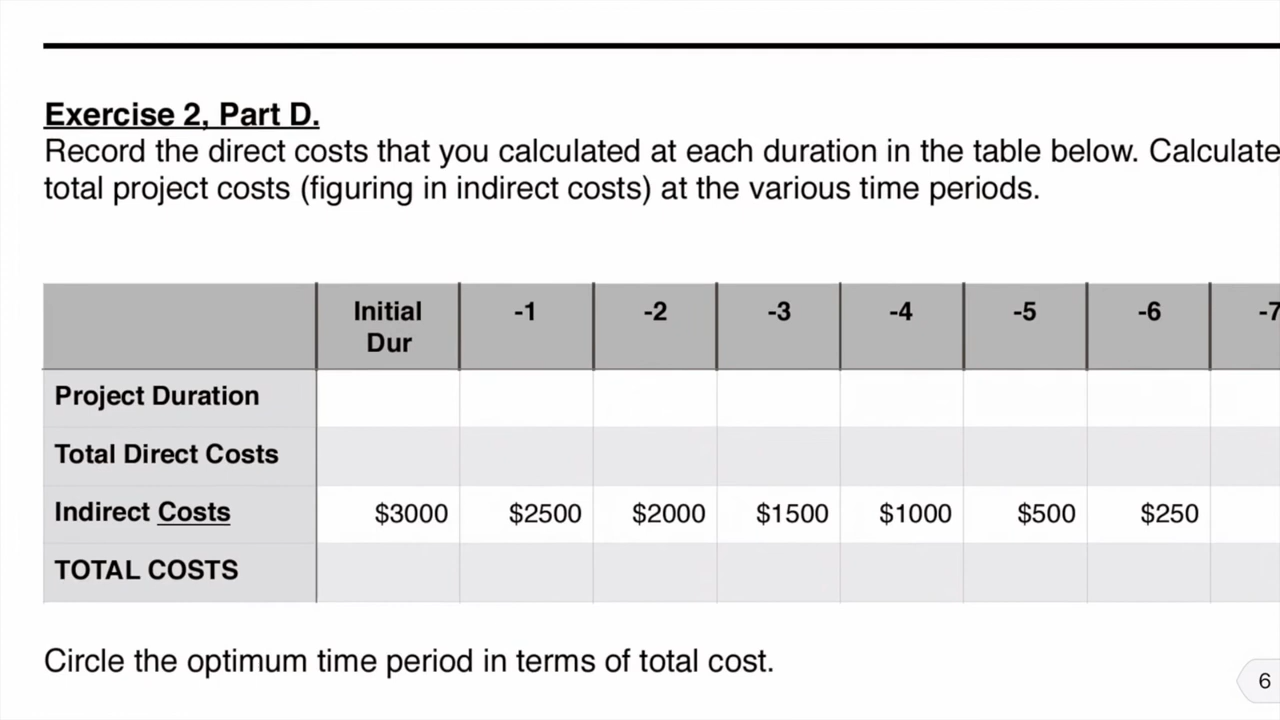 Exercise 2, Part D.
Record the direct costs that you calculated at each duration in the table below. Calculate
total project costs (figuring in indirect costs) at the various time periods.
Initial Dur -1 -2 -3 -4 -5 -6 -7
Project Duration
Total Direct Costs
Indirect Costs $3000 $2500 $2000 $1500 $1000 $500 $250
TOTAL COSTS
Circle the optimum time period in terms of total cost.
6